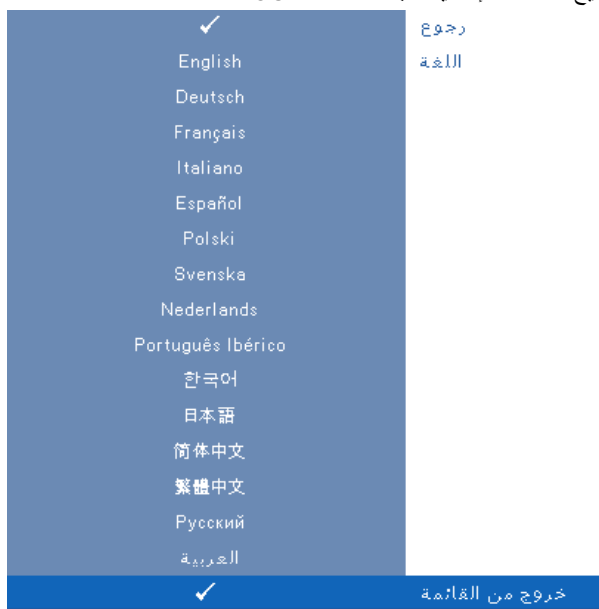 رجوع ✓
اللغة English
Deutsch
Français
Italiano
Español
Polski
Svenska
Nederlands
Português Ibérico
한국어
日本語
简体中文
繁體中文
Русский
العربية
خروج من القائمة ✓